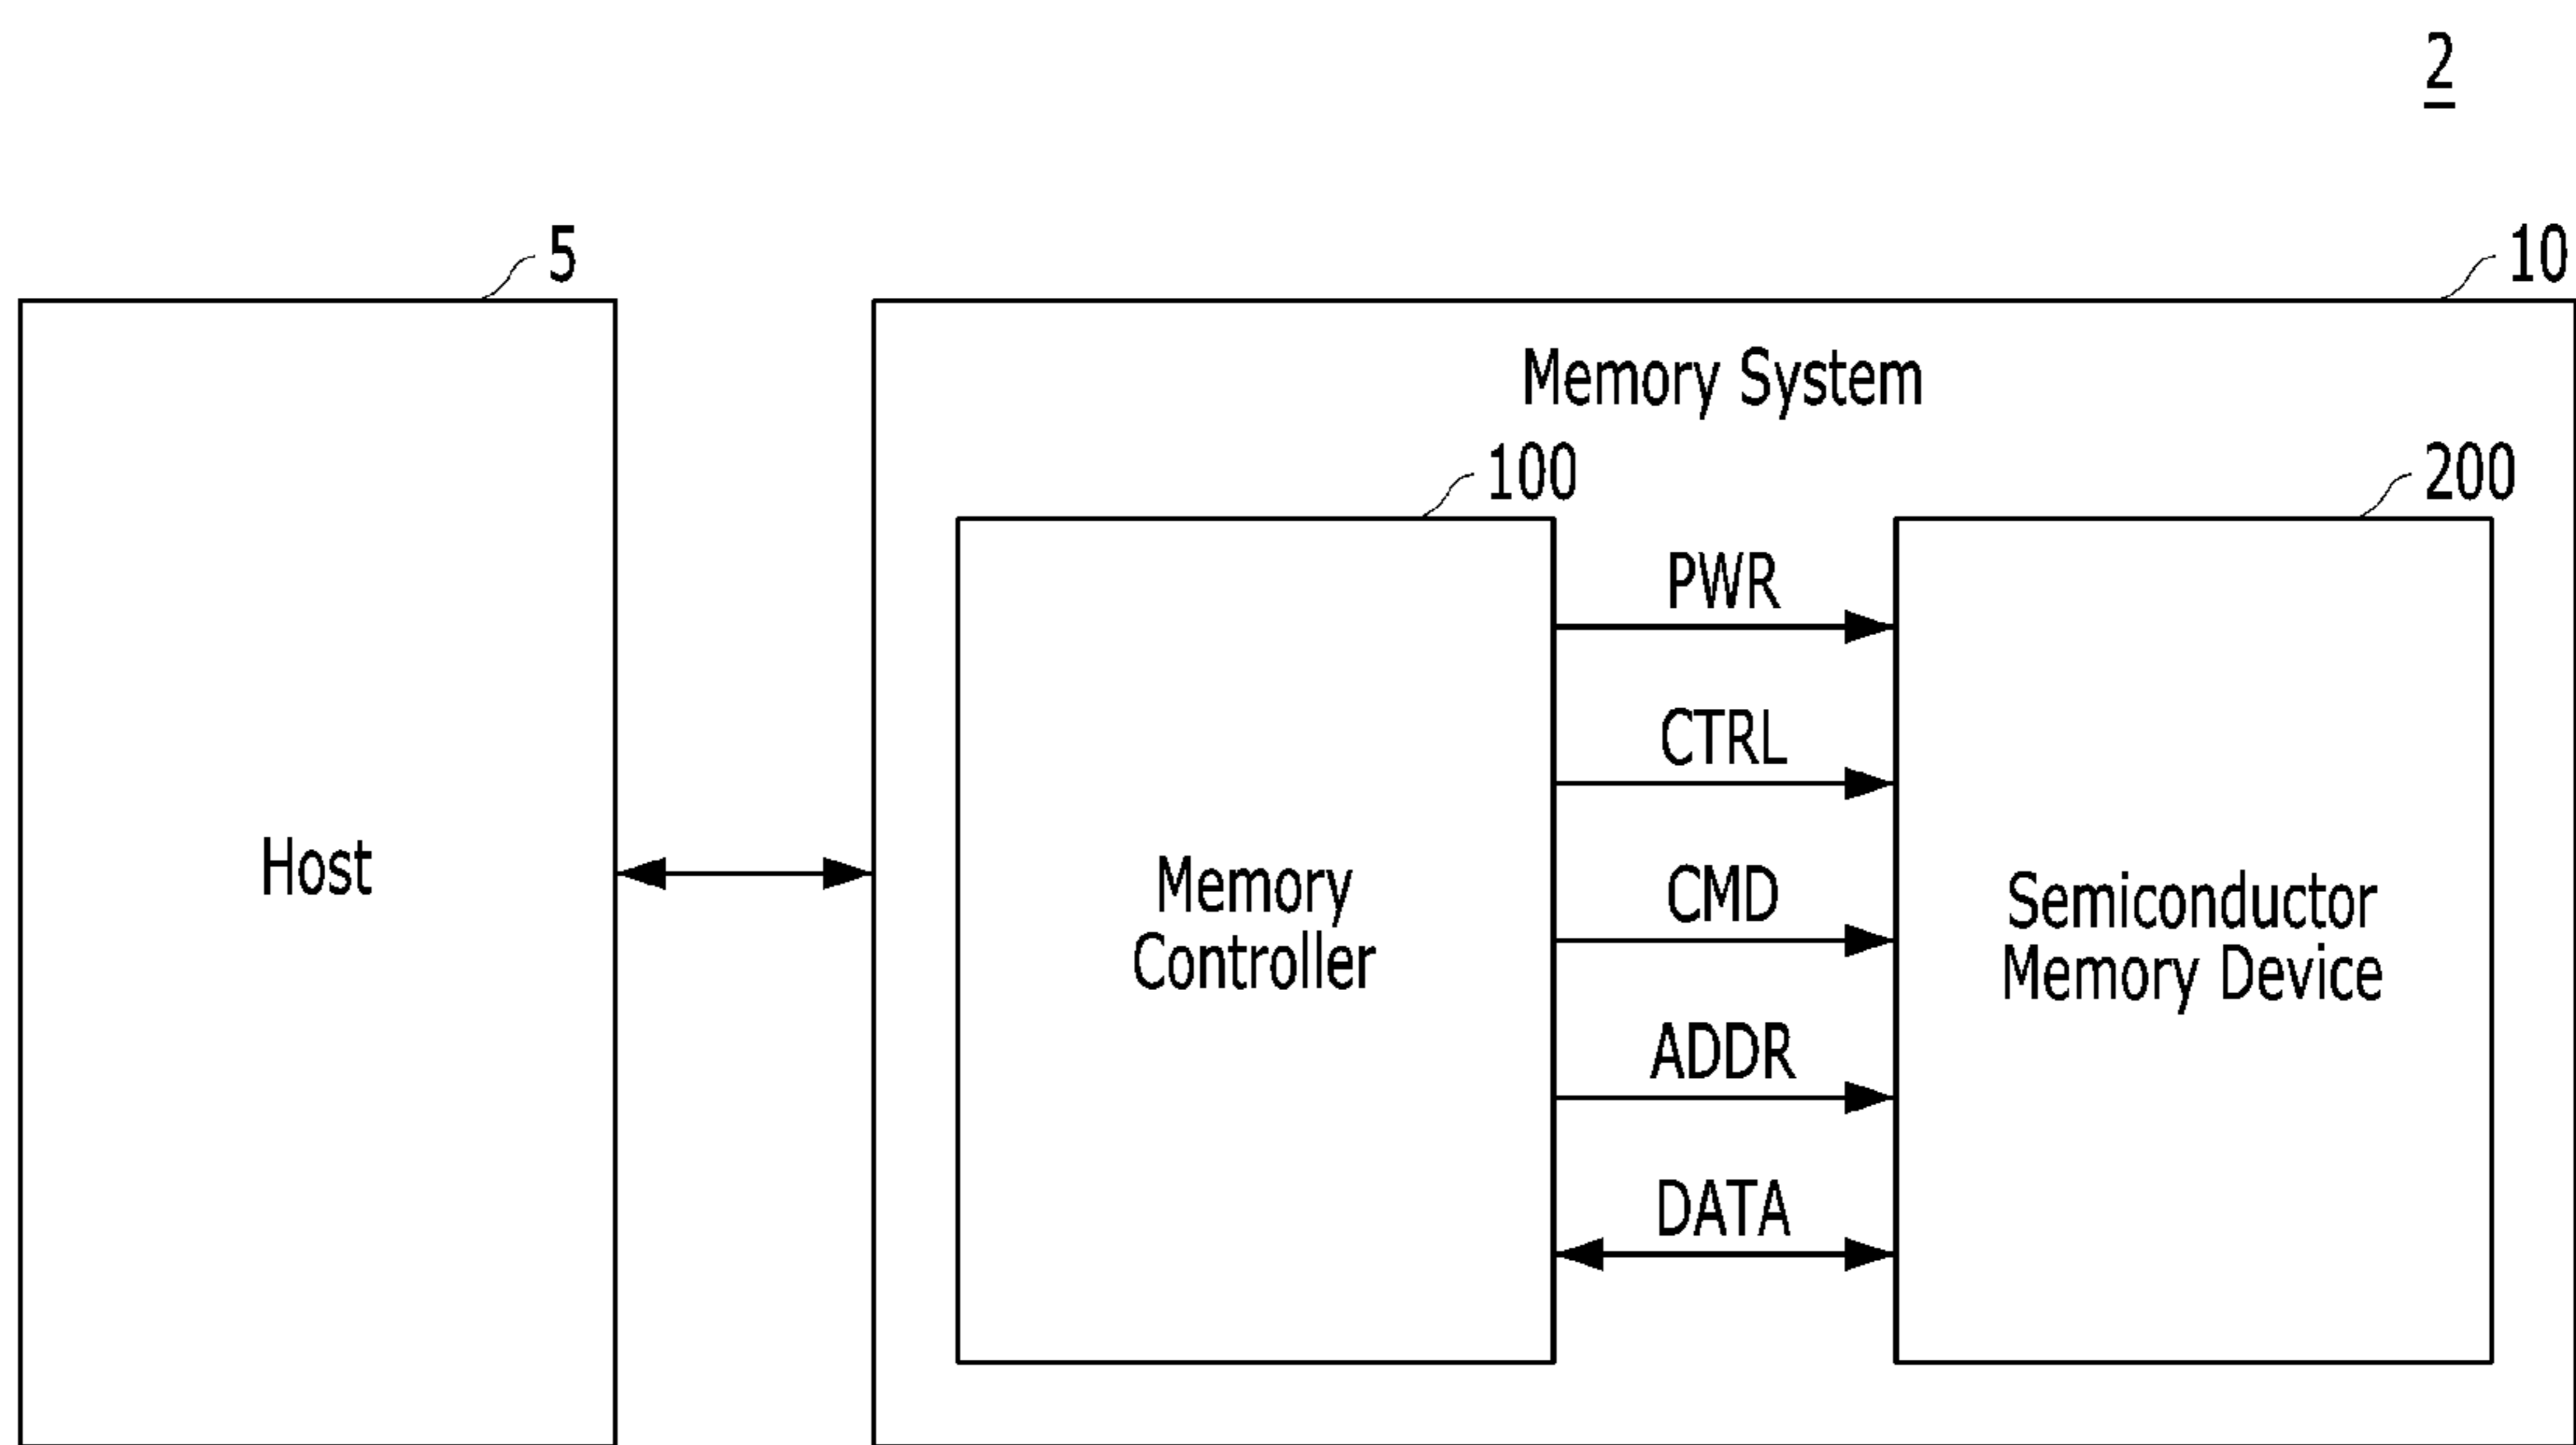 2
5
10
Memory System
100
200
PWR
CTRL
Host
CMD
Memory
Controller
Semiconductor
Memory Device
ADDR
DATA